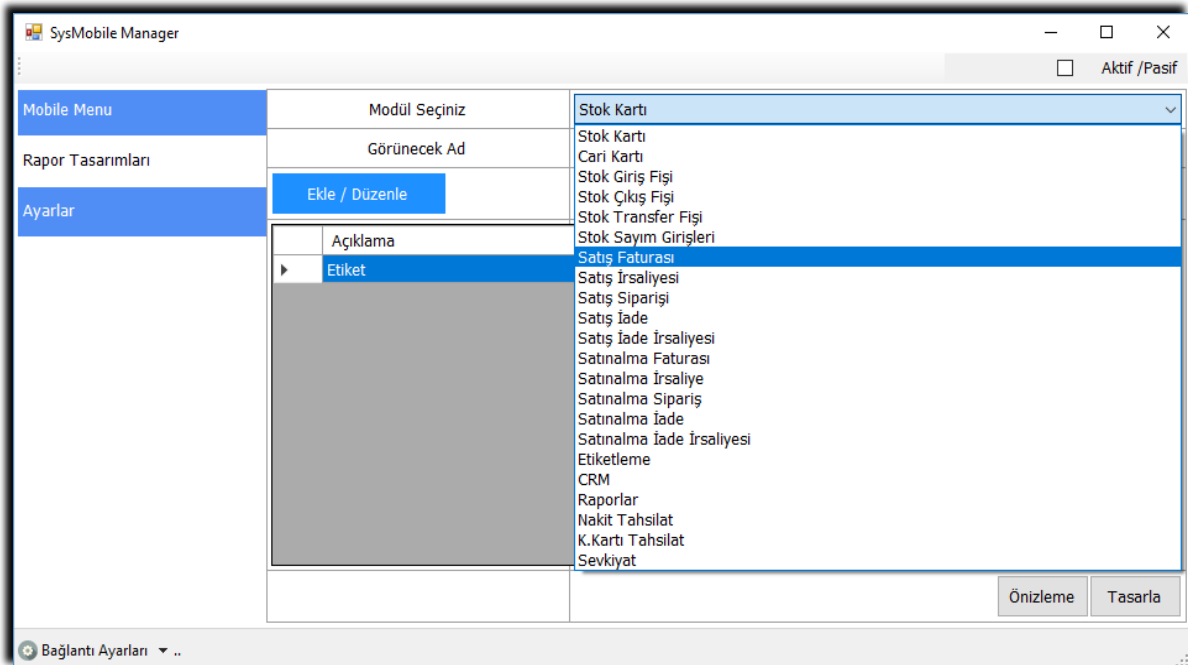 SysMobile Manager
Aktif /Pasif
Mobile Menu
Rapor Tasarımları
Ayarlar
Modül Seçiniz
Stok Kartı
Görünecek Ad
Ekle / Düzenle
Açıklama
Etiket
Stok Kartı
Cari Kartı
Stok Giriş Fişi
Stok Çıkış Fişi
Stok Transfer Fişi
Stok Sayım Girişleri
Satış Faturası
Satış İrsaliyesi
Satış Siparişi
Satış İade
Satış İade İrsaliyesi
Satınalma Faturası
Satınalma İrsaliye
Satınalma Sipariş
Satınalma İade
Satınalma İade İrsaliyesi
Etiketleme
CRM
Raporlar
Nakit Tahsilat
K.Kartı Tahsilat
Sevkiyat
Önizleme
Tasarla
Bağlantı Ayarları ..